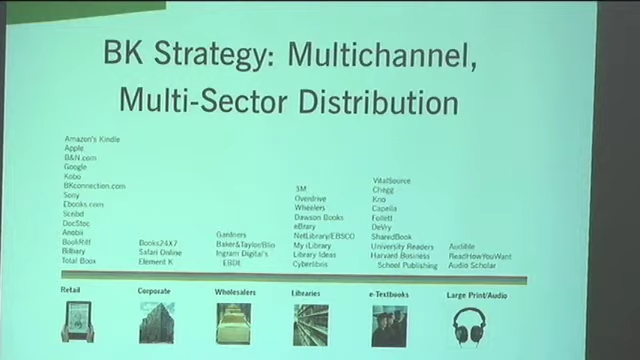 BK Strategy: Multichannel,
Multi-Sector Distribution
Amazon's Kindle
Apple
B&N.com
Google
Kobo
BKconnection.com
Sony
Ebooks.com
Scribd
DocStoc
Anobii
BookRiff
Bilbary
Total Boox
Books24X7
Safari Online
Element K
Gardners
Baker&Taylor/Blio
Ingram Digital's
3M
Overdrive
Wheelers
Dawson Books
eBrary
NetLibrary/EBSCO
My iLibrary
Library Ideas
Cyberlibris
VitalSource
Chegg
Kno
Capella
Follett
DeVry
SharedBook
University Readers
Harvard Business
School Publishing
Audible
ReadHowYouWant
Audio Scholar
Retail
Corporate
Wholesalers
Libraries
e-Textbooks
Large Print/Audio